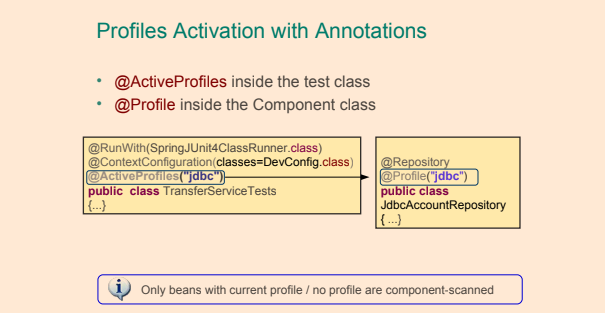 Profiles Activation with Annotations
• @ActiveProfiles inside the test class
• @Profile inside the Component class
@RunWith(SpringJUnit4ClassRunner.class)
@ContextConfiguration(classes=DevConfig.class)
@ActiveProfiles("jdbc")
public class TransferServiceTests
{...}
@Repository
@Profile("jdbc")
public class
JdbcAccountRepository
{ ...}
Only beans with current profile / no profile are component-scanned